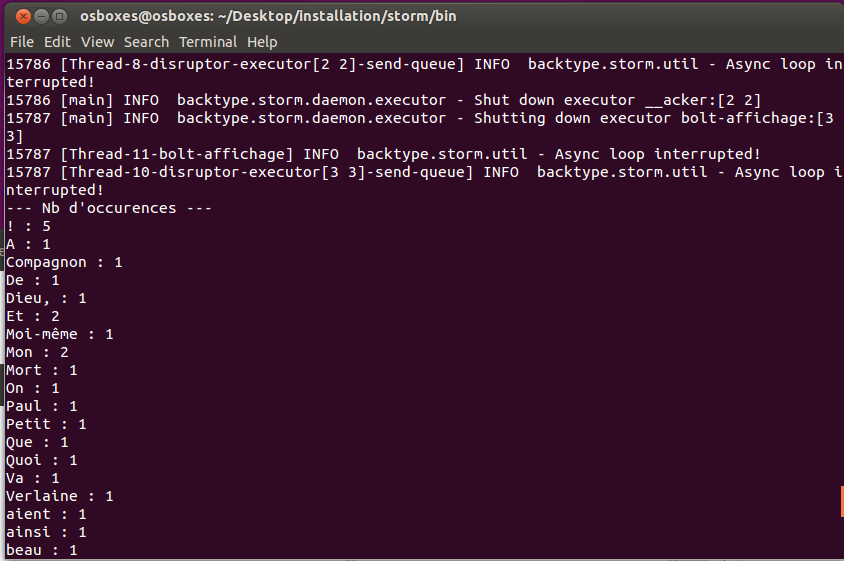 osboxes@osboxes: ~/Desktop/installation/storm/bin
File Edit View Search Terminal Help
15786 [Thread-8-disruptor-executor[2 2]-send-queue] INFO  backtype.storm.util - Async loop in
terrupted!
15786 [main] INFO  backtype.storm.daemon.executor - Shut down executor __acker:[2 2]
15787 [main] INFO  backtype.storm.daemon.executor - Shutting down executor bolt-affichage:[3
3]
15787 [Thread-11-bolt-affichage] INFO  backtype.storm.util - Async loop interrupted!
15787 [Thread-10-disruptor-executor[3 3]-send-queue] INFO  backtype.storm.util - Async loop i
nterrupted!
--- Nb d'occurences ---
! : 5
A : 1
Compagnon : 1
De : 1
Dieu, : 1
Et : 2
Moi-même : 1
Mon : 2
Mort : 1
On : 1
Paul : 1
Petit : 1
Que : 1
Quoi : 1
Va : 1
Verlaine : 1
aient : 1
ainsi : 1
beau : 1